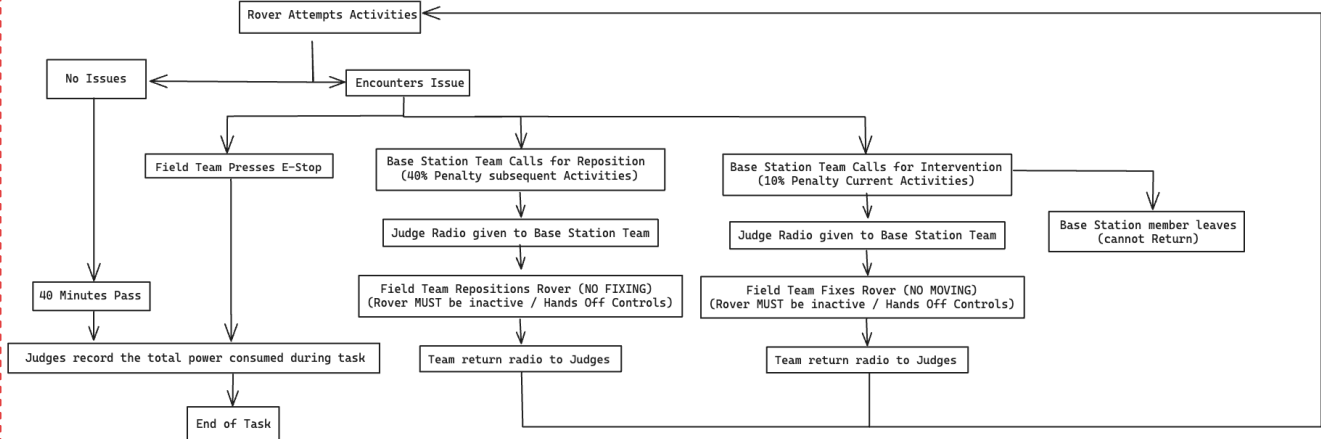 Rover Attempts Activities
No Issues
Encounters Issue
Field Team Presses E-Stop
Base Station Team Calls for Reposition
(40% Penalty subsequent Activities)
Base Station Team Calls for Intervention
(10% Penalty Current Activities)
Judge Radio given to Base Station Team
Judge Radio given to Base Station Team
Base Station member leaves
(cannot Return)
40 Minutes Pass
Field Team Repositions Rover (NO FIXING)
(Rover MUST be inactive / Hands Off Controls)
Field Team Fixes Rover (NO MOVING)
(Rover MUST be inactive / Hands Off Controls)
Judges record the total power consumed during task
Team return radio to Judges
Team return radio to Judges
End of Task